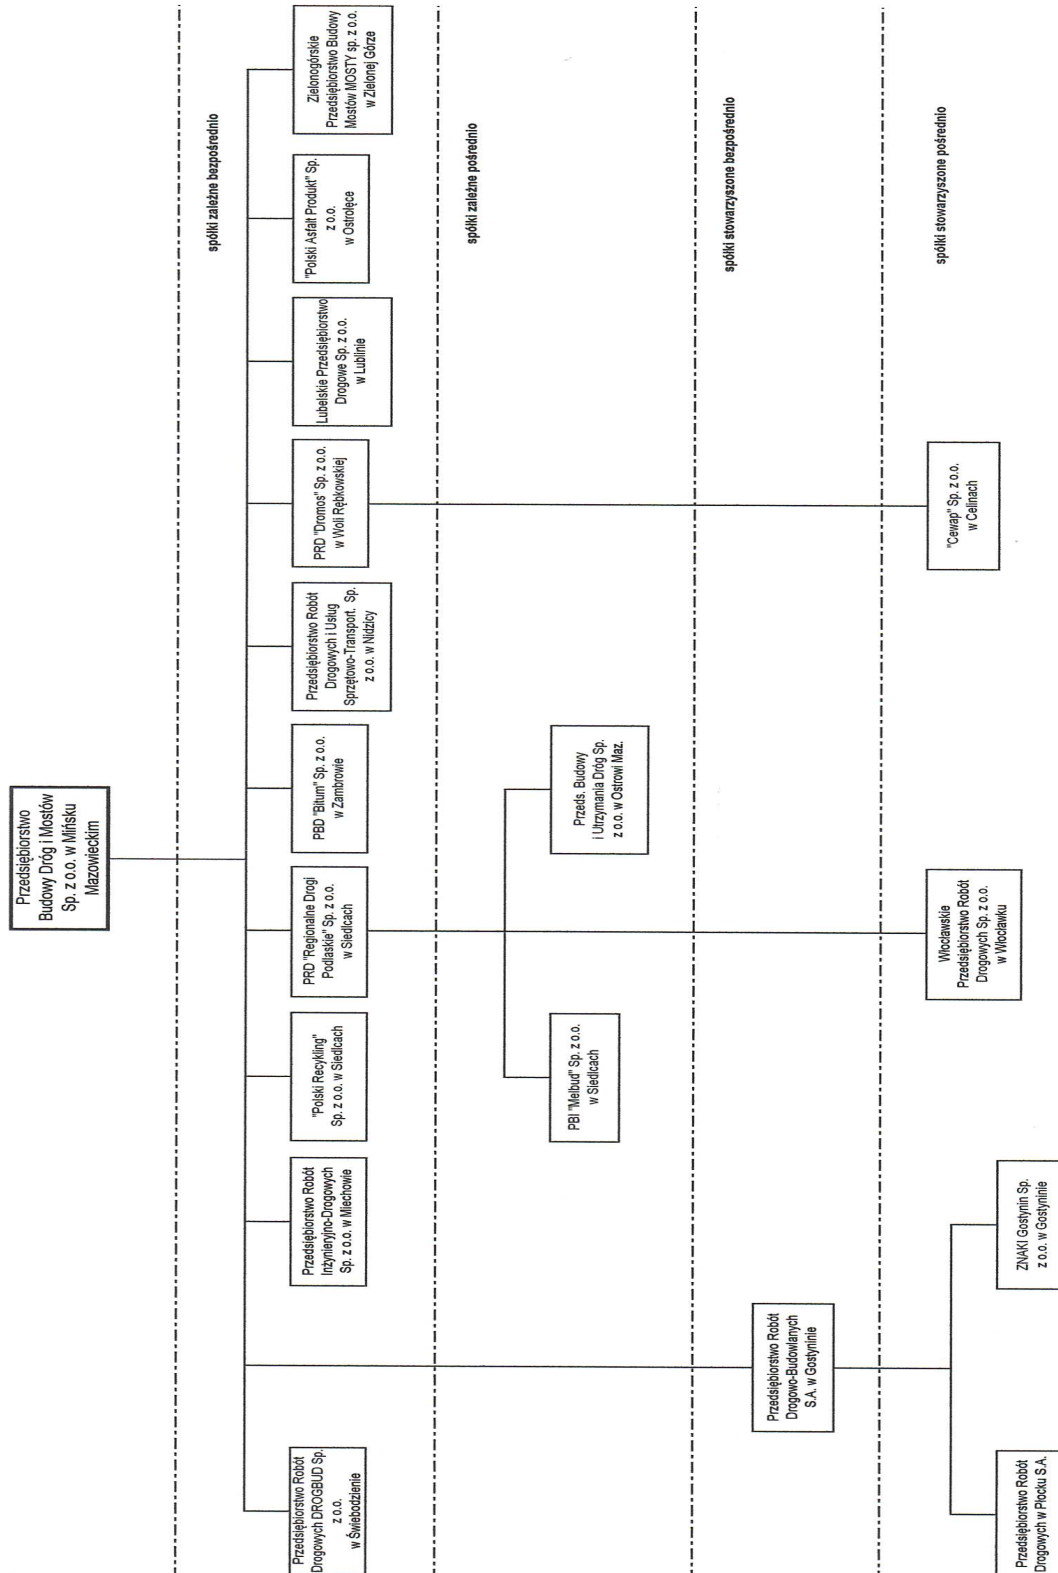 Przedsiębiorstwo
Budowy Dróg i Mostów
Sp. z o.o. w Mińsku
Mazowieckim
spółki zależne bezpośrednio
Przedsiębiorstwo Robót
Drogowych DROGBUD Sp.
z o.o.
w Świebodzienie
Przedsiębiorstwo Robót
Inżynieryjno-Drogowych
Sp. z o.o. w Miechowie
"Polski Recykling"
Sp. z o.o. w Siedlcach
PRD "Regionalne Drogi
Podlaskie" Sp. z o.o.
w Siedlcach
PBD "Bitum" Sp. z o.o.
w Zambrowie
Przedsiębiorstwo Robót
Drogowych i Usług
Sprzętowo-Transport. Sp.
z o.o. w Nidzicy
PRD "Dromos" Sp. z o.o.
w Woli Rębkowskiej
Lubelskie Przedsiębiorstwo
Drogowe Sp. z o.o.
w Lublinie
"Polski Asfalt Produkt" Sp.
z o.o.
w Ostrołęce
Zielonogórskie
Przedsiębiorstwo Budowy
Mostów MOSTY sp. z o.o.
w Zielonej Górze
spółki zależne pośrednio
PBI "Melbud" Sp. z o.o.
w Siedlcach
Przeds. Budowy
i Utrzymania Dróg Sp.
z o.o. w Ostrowi Maz.
spółki stowarzyszone bezpośrednio
Przedsiębiorstwo Robót
Drogowo-Budowlanych
S.A. w Gostyninie
spółki stowarzyszone pośrednio
Przedsiębiorstwo Robót
Drogowych w Płocku S.A.
ZNAKI Gostynin Sp.
z o.o. w Gostyninie
Włocławskie
Przedsiębiorstwo Robót
Drogowych Sp. z o.o.
w Włocławku
"Cewap" Sp. z o.o.
w Celinach